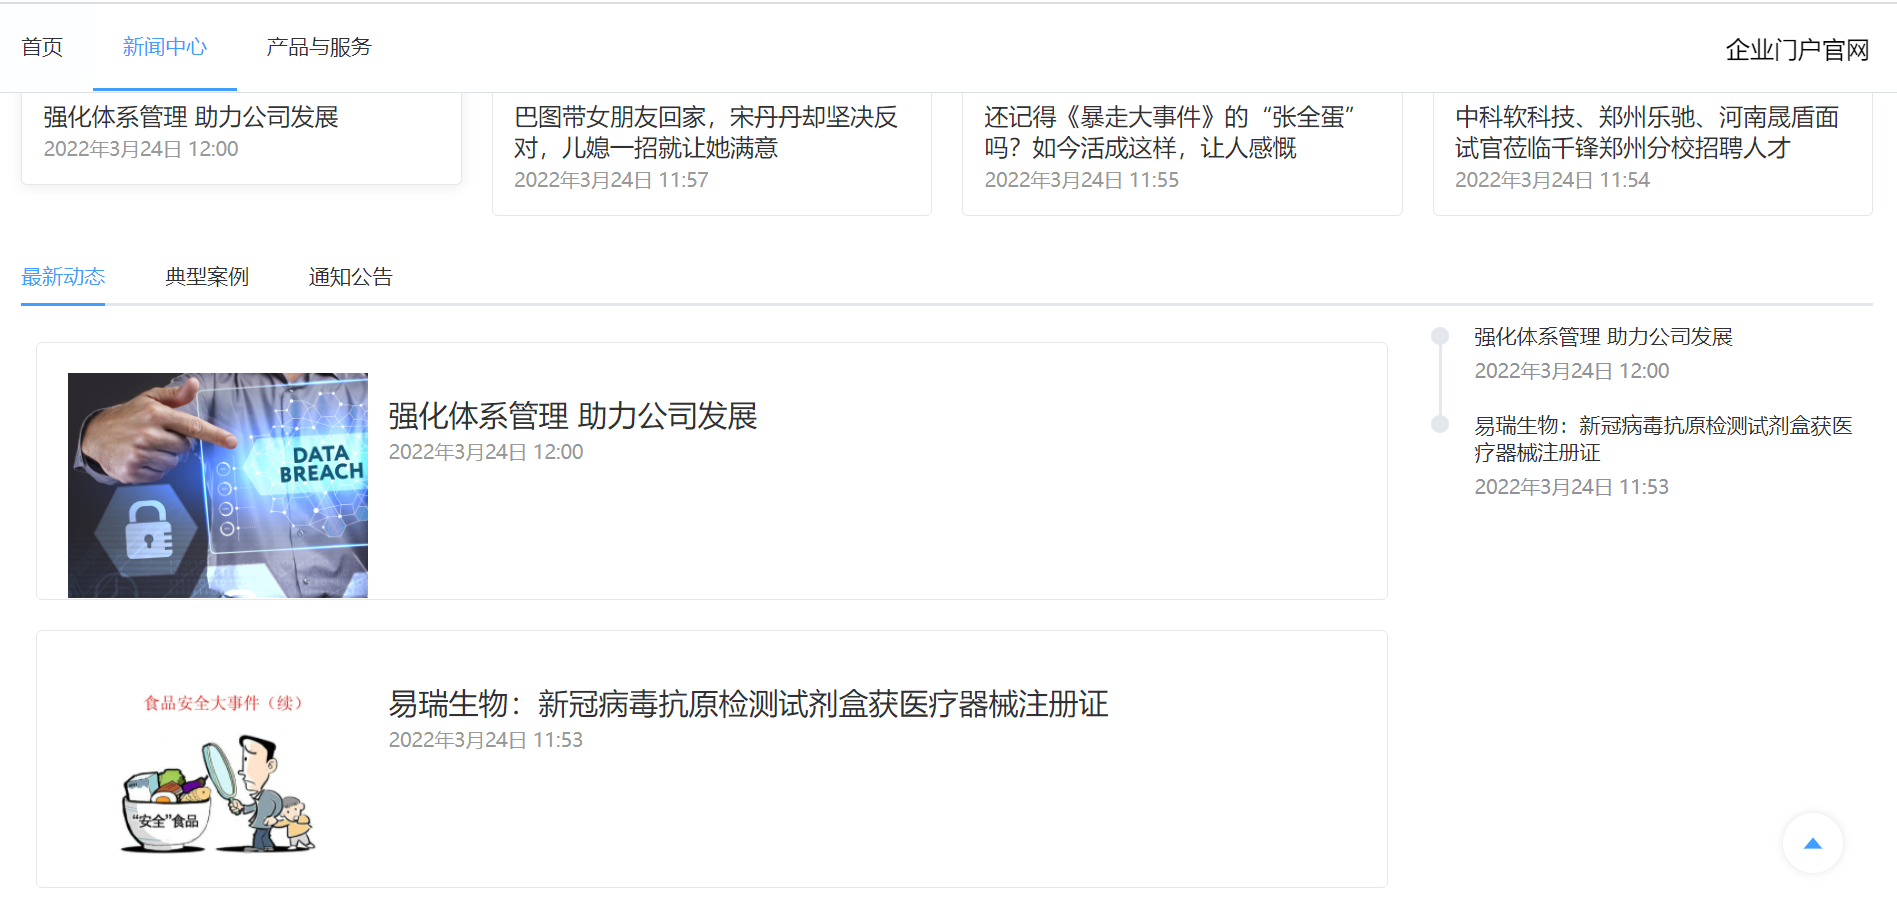 首页
新闻中心
产品与服务
企业门户官网
强化体系管理 助力公司发展
2022年3月24日 12:00
巴图带女朋友回家，宋丹丹却坚决反
对，儿媳一招就让她满意
2022年3月24日 11:57
还记得《暴走大事件》的“张全蛋”
吗？如今活成这样，让人感慨
2022年3月24日 11:55
中科软科技、郑州乐驰、河南晟盾面
试官莅临千锋郑州分校招聘人才
2022年3月24日 11:54
最新动态
典型案例
通知公告
DATA
BREACH
强化体系管理 助力公司发展
2022年3月24日 12:00
食品安全大事件（续）
“安全”食品
易瑞生物：新冠病毒抗原检测试剂盒获医疗器械注册证
2022年3月24日 11:53
强化体系管理 助力公司发展
2022年3月24日 12:00
易瑞生物：新冠病毒抗原检测试剂盒获医
疗器械注册证
2022年3月24日 11:53